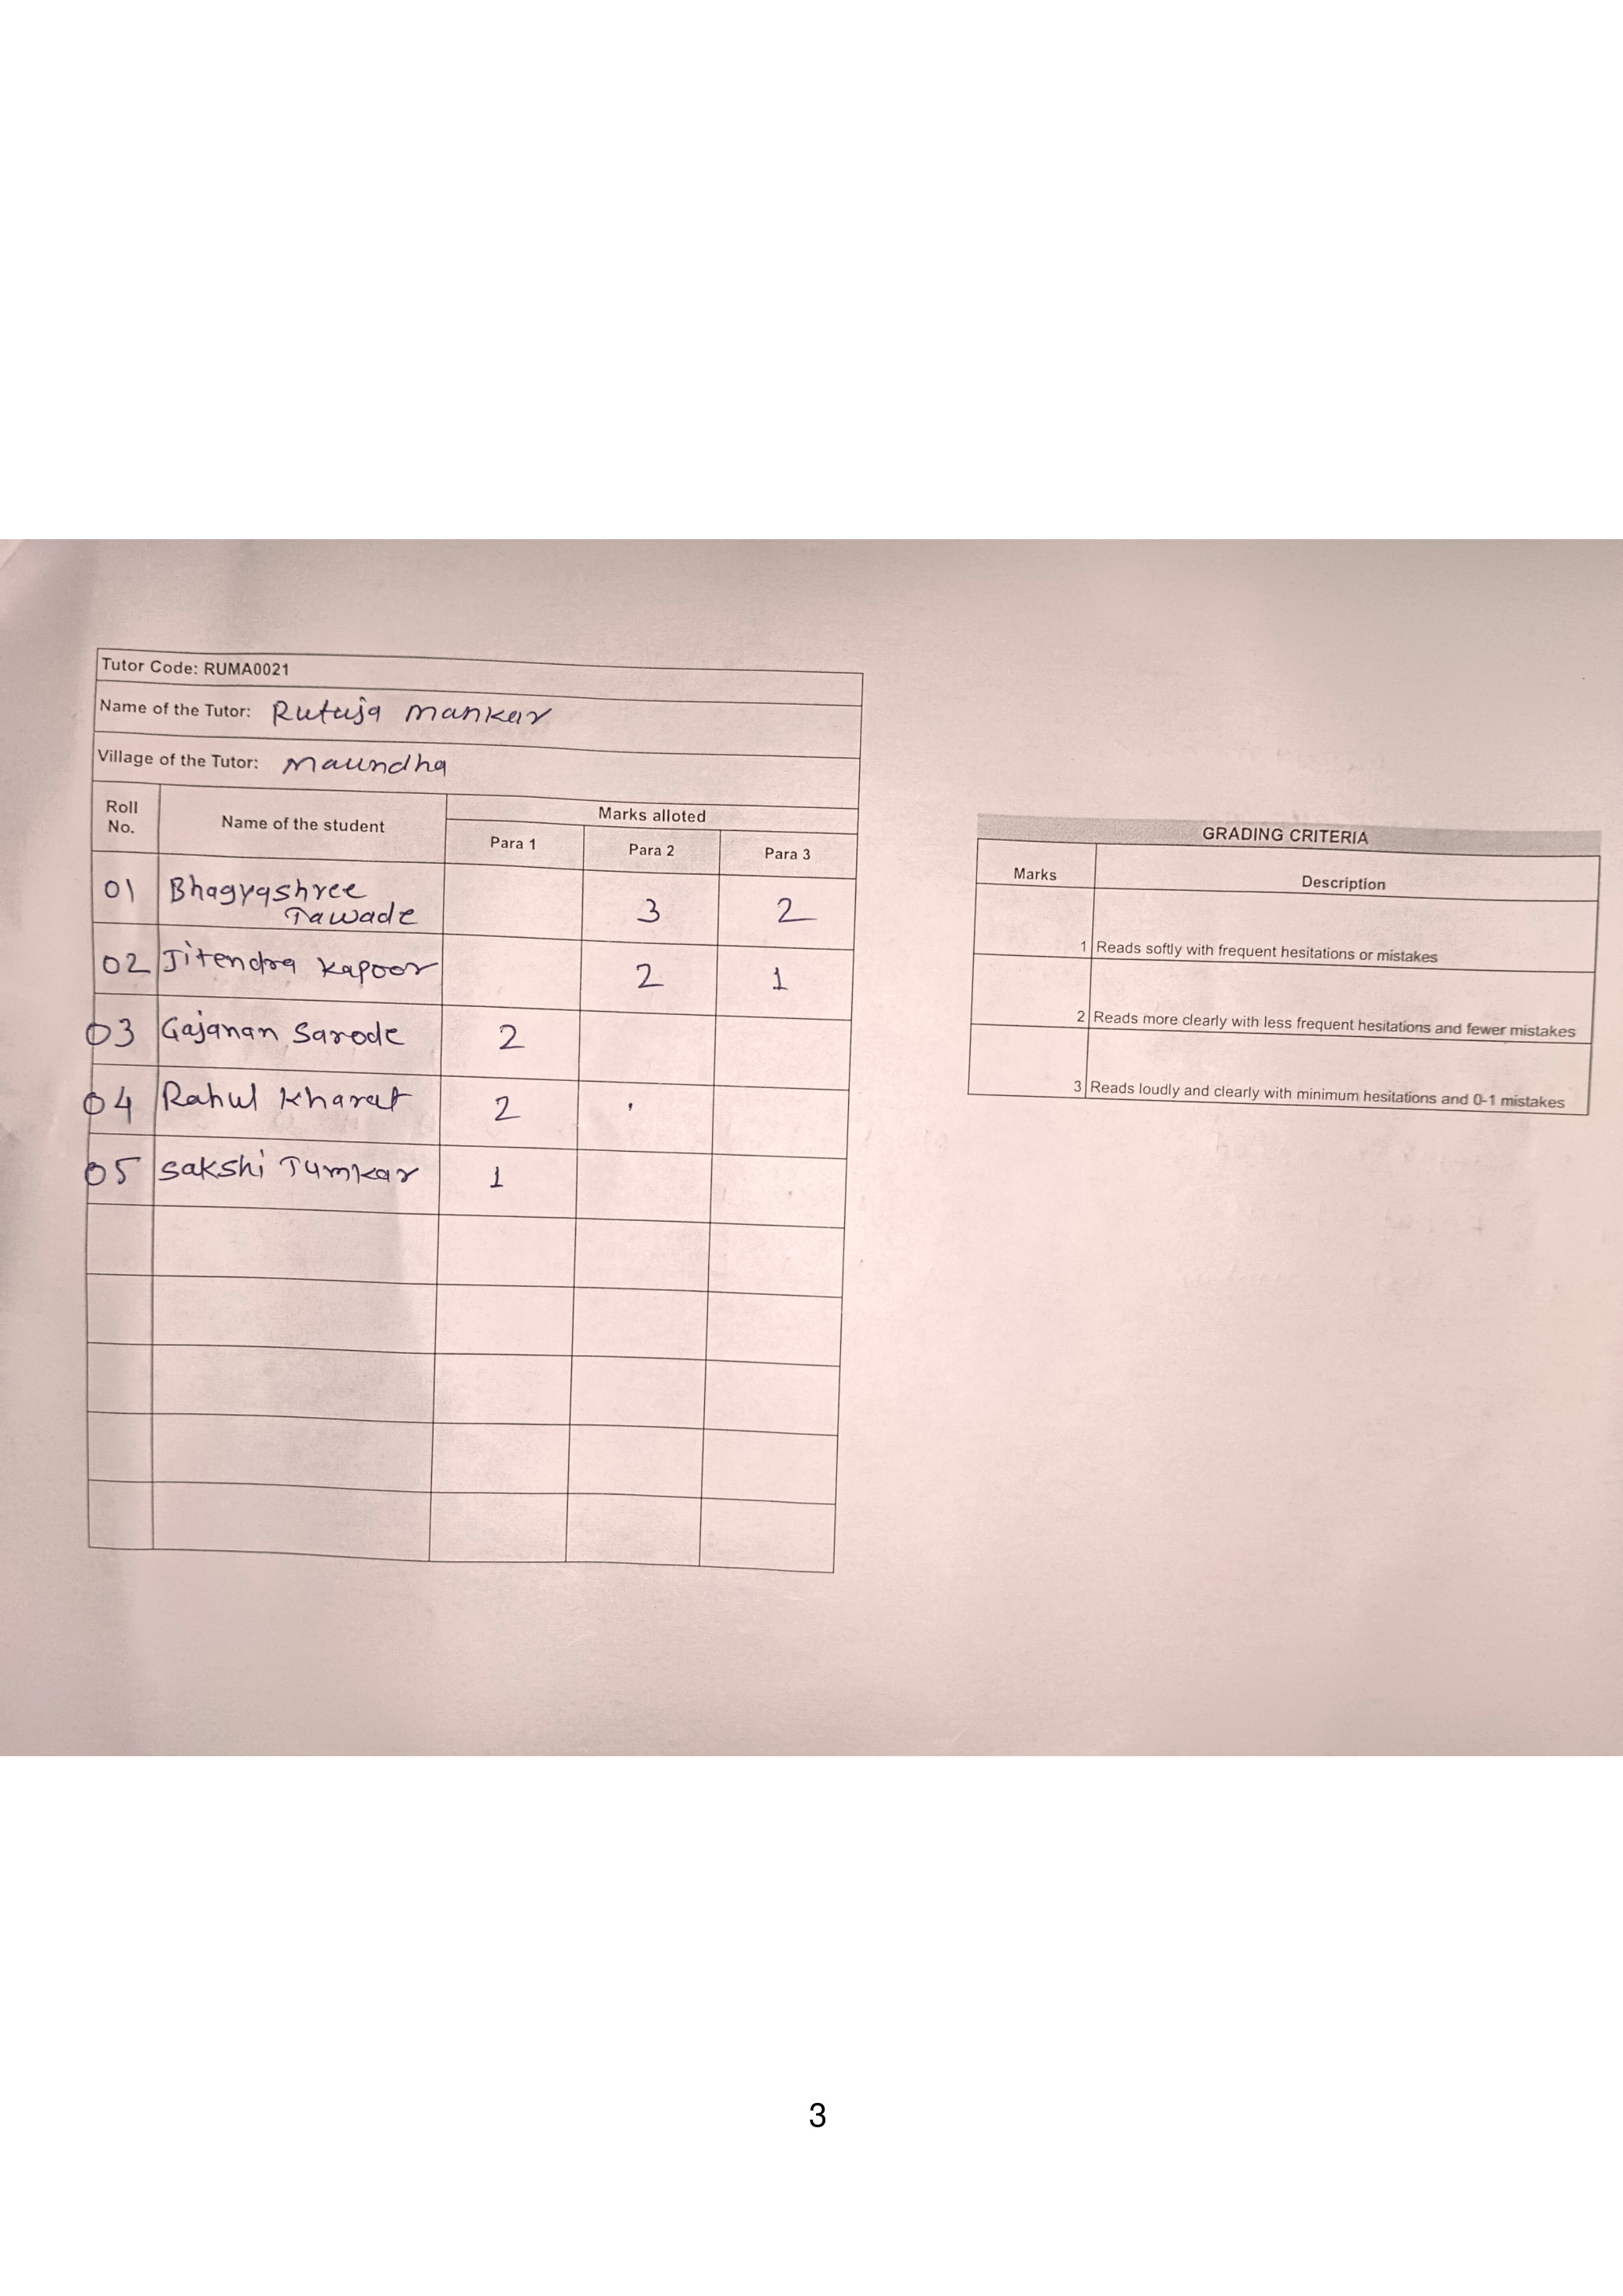 Tutor Code: RUMA0021
Name of the Tutor: Rutuja Mankar
Village of the Tutor: Maundha
Roll No. Name of the student Marks alloted
Para 1 Para 2 Para 3
01 Bhagyashree Tawade 3 2
02 Jitendra Kapoor 2 1
03 Gajanan Sarode 2
04 Rahul Kharat 2
05 Sakshi Tumkar 1
GRADING CRITERIA
Marks Description
1 Reads softly with frequent hesitations or mistakes
2 Reads more clearly with less frequent hesitations and fewer mistakes
3 Reads loudly and clearly with minimum hesitations and 0-1 mistakes
3